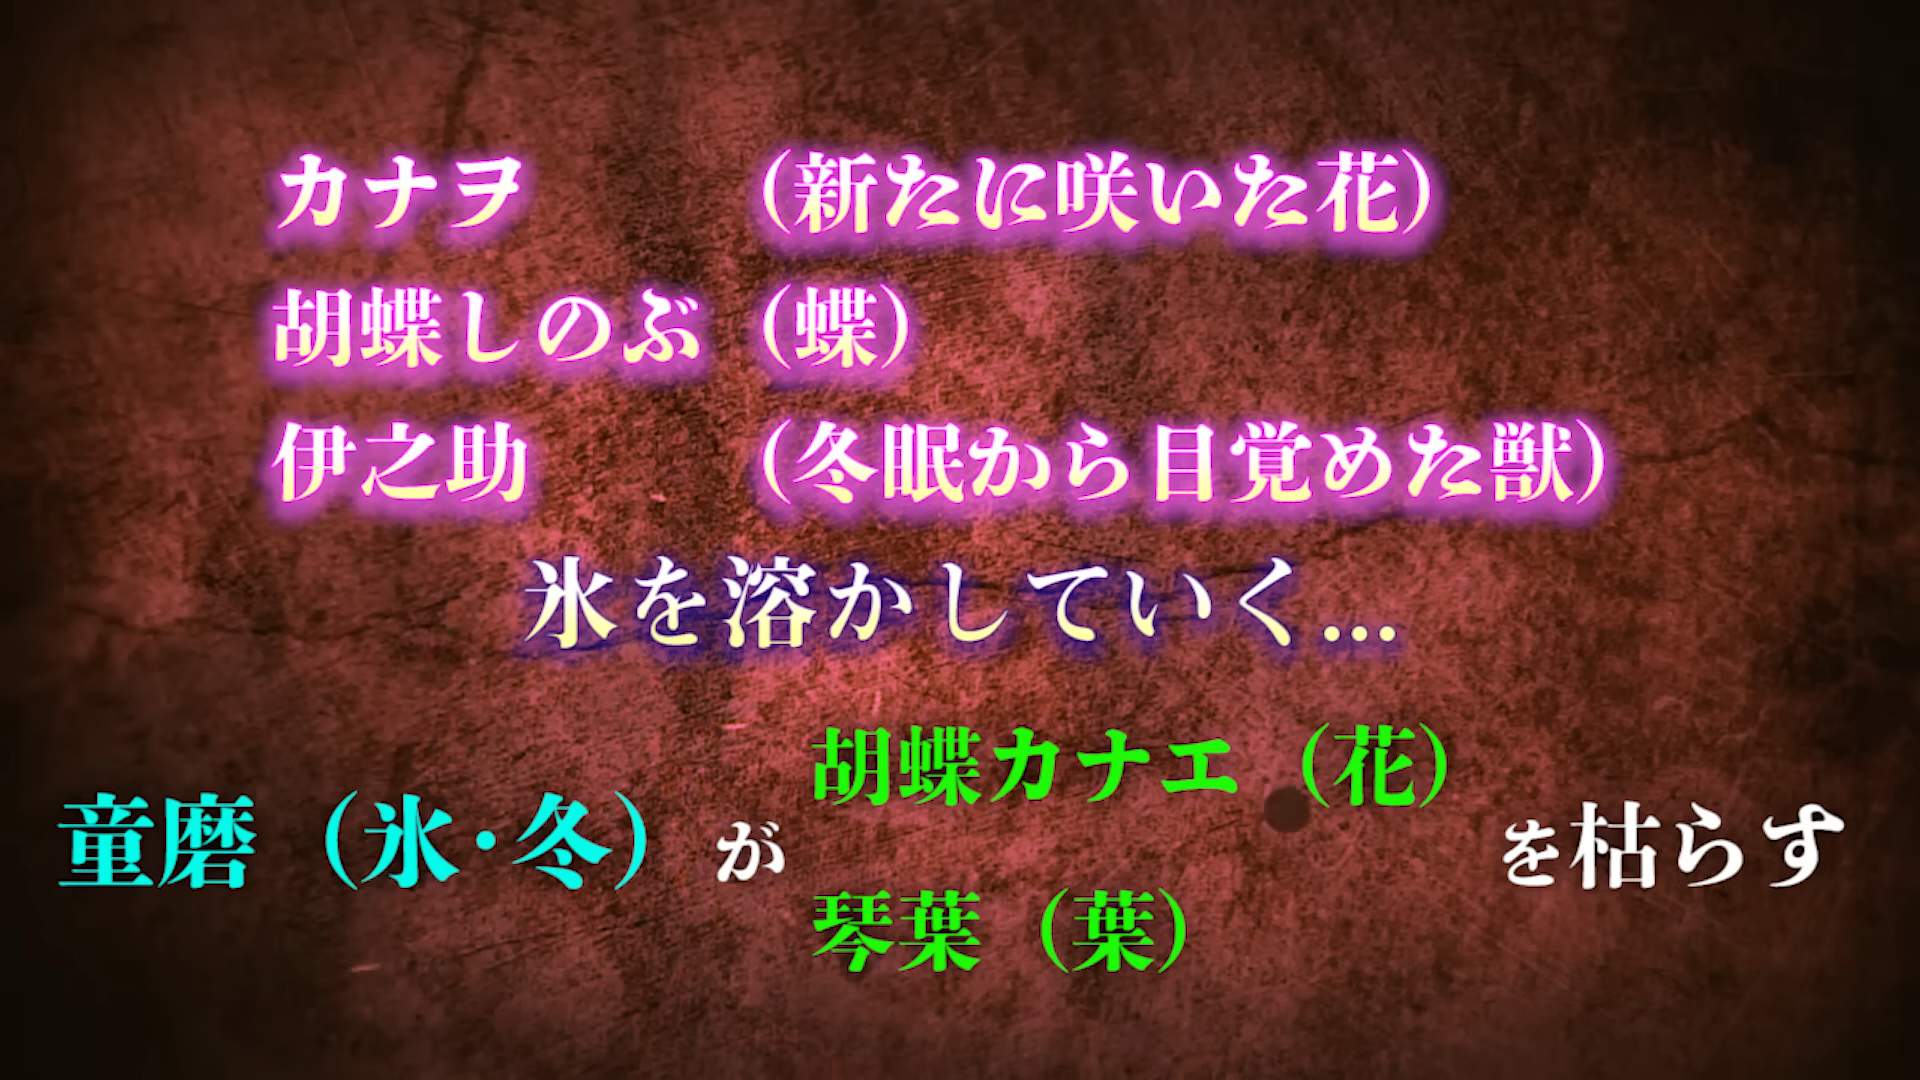 カナヲ （新たに咲いた花）
胡蝶しのぶ （蝶）
伊之助 （冬眠から目覚めた獣）
氷を溶かしていく...
胡蝶カナエ（花）
童磨（氷・冬） が を枯らす
琴葉（葉）